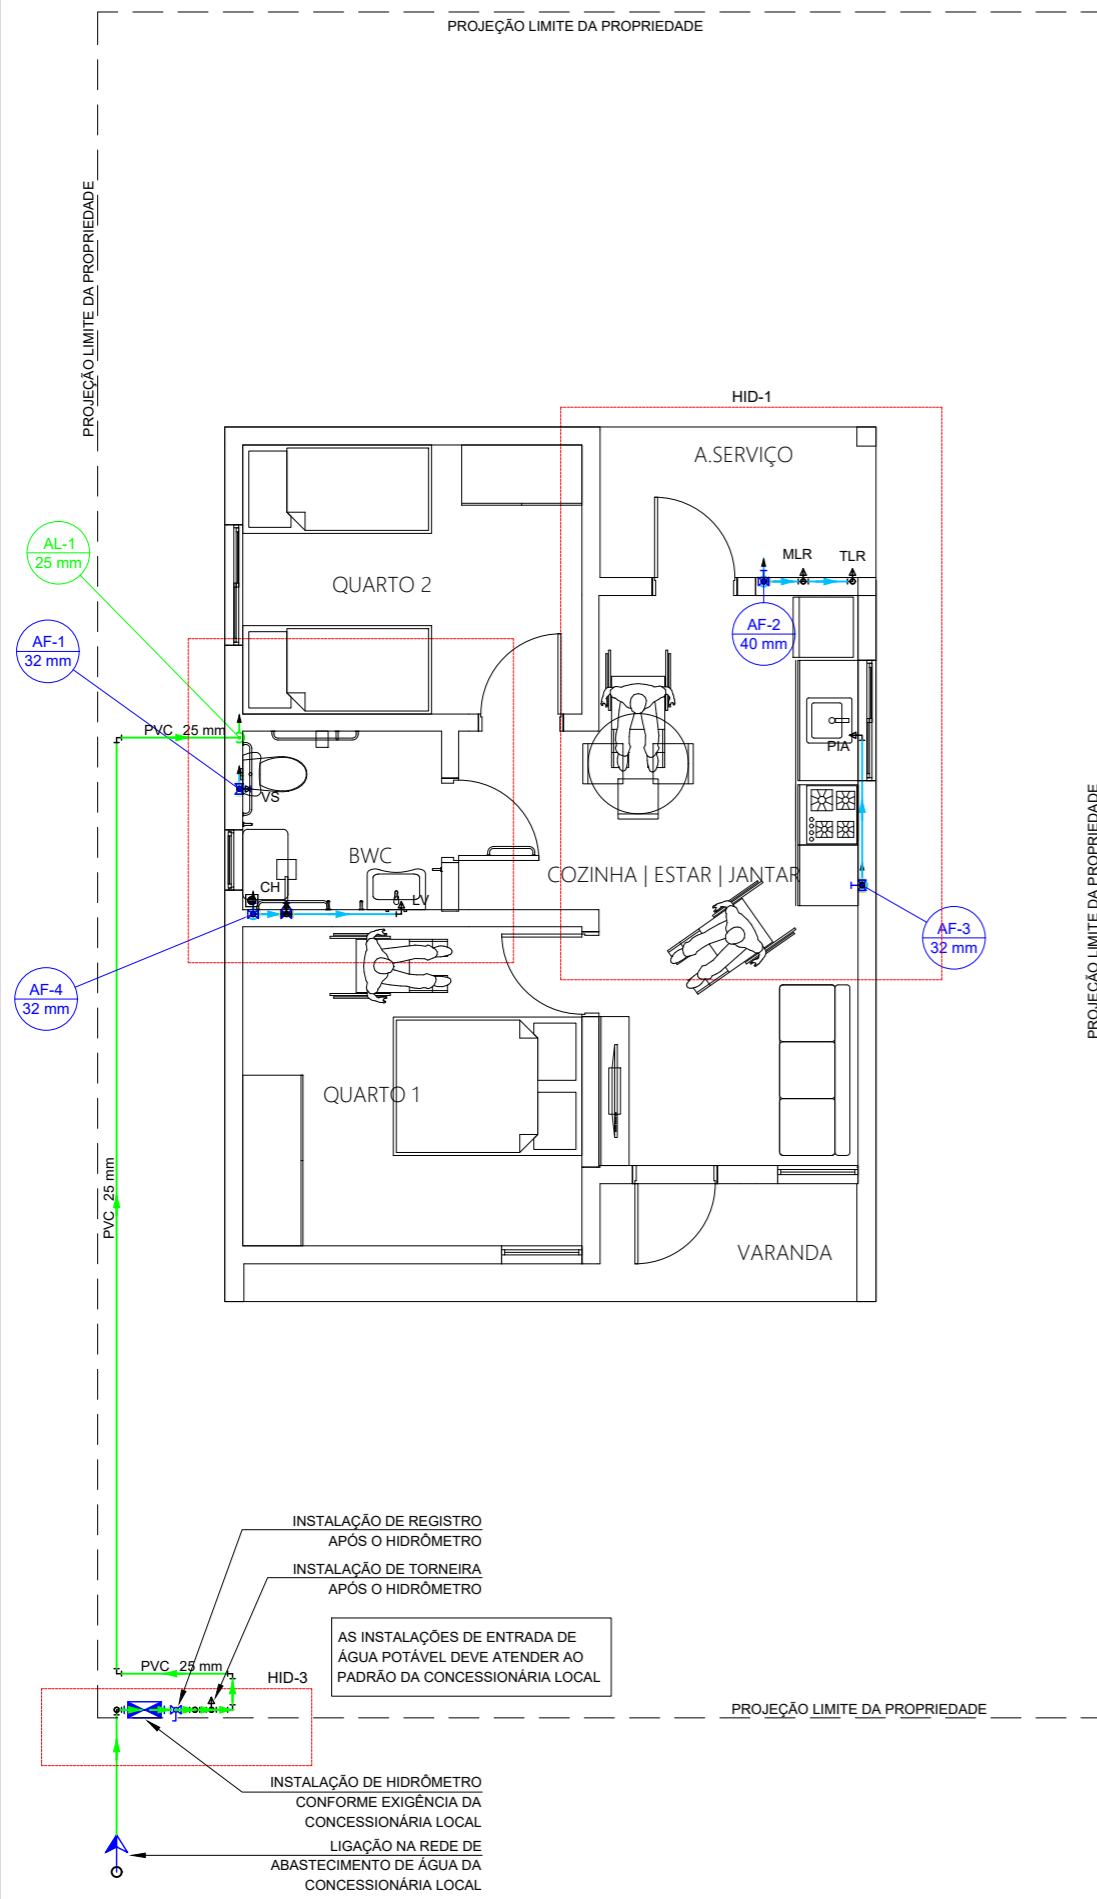 PROJEÇÃO LIMITE DA PROPRIEDADE
PROJEÇÃO LIMITE DA PROPRIEDADE
HID-1
A.SERVIÇO
AL-1
25 mm
MLR
TLR
QUARTO 2
AF-1
32 mm
AF-2
40 mm
PVC 25 mm
PIA
VS
BWC
CH
LV
COZINHA | ESTAR | JANTAR
AF-3
32 mm
PROJEÇÃO LIMITE DA PROPRIEDADE
AF-4
32 mm
QUARTO 1
PVC 25 mm
VARANDA
INSTALAÇÃO DE REGISTRO
APÓS O HIDRÔMETRO
INSTALAÇÃO DE TORNEIRA
APÓS O HIDRÔMETRO
AS INSTALAÇÕES DE ENTRADA DE
ÁGUA POTÁVEL DEVE ATENDER AO
PADRÃO DA CONCESSIONÁRIA LOCAL
PVC 25 mm
HID-3
PROJEÇÃO LIMITE DA PROPRIEDADE
INSTALAÇÃO DE HIDRÔMETRO
CONFORME EXIGÊNCIA DA
CONCESSIONÁRIA LOCAL
LIGAÇÃO NA REDE DE
ABASTECIMENTO DE ÁGUA DA
CONCESSIONÁRIA LOCAL